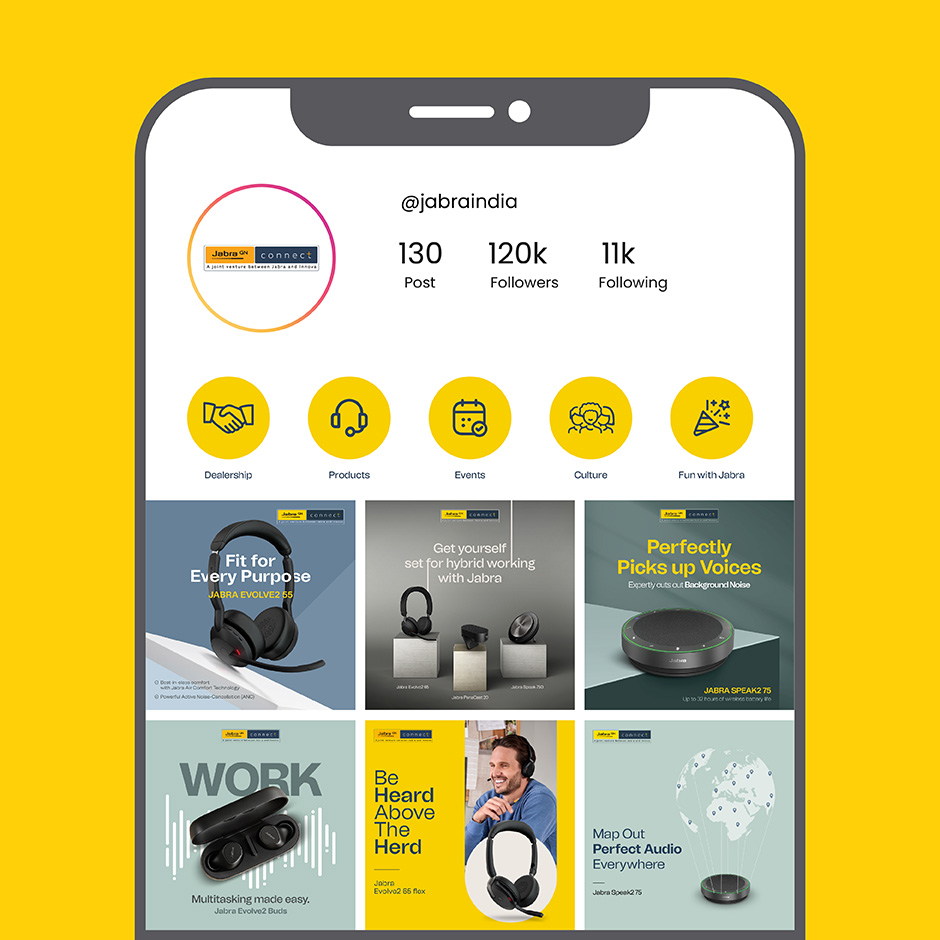 @jabraindia
130 120k 11k
Post Followers Following
Jabra GN connect
A joint venture between Jabra and Innova
Dealership Products Events Culture Fun with Jabra
Jabra GN connect
Fit for
Every Purpose
JABRA EVOLVE2 55
Best-in-class comfort
with Jabra Air Comfort Technology
Powerful Active Noise-Cancellation (ANC)
Jabra GN connect
Get yourself
set for hybrid working
with Jabra
Jabra Evolve2 65
Jabra PanaCast 20
Jabra Speak 750
Jabra GN connect
Perfectly
Picks up Voices
Expertly cuts out Background Noise
Jabra
JABRA SPEAK2 75
Up to 32 hours of wireless battery life
Jabra GN connect
WORK
Multitasking made easy.
Jabra Evolve2 Buds
Jabra GN connect
Be
Heard
Above
The
Herd
Jabra
Evolve2 65 flex
Jabra GN connect
Map Out
Perfect Audio
Everywhere
Jabra Speak2 75